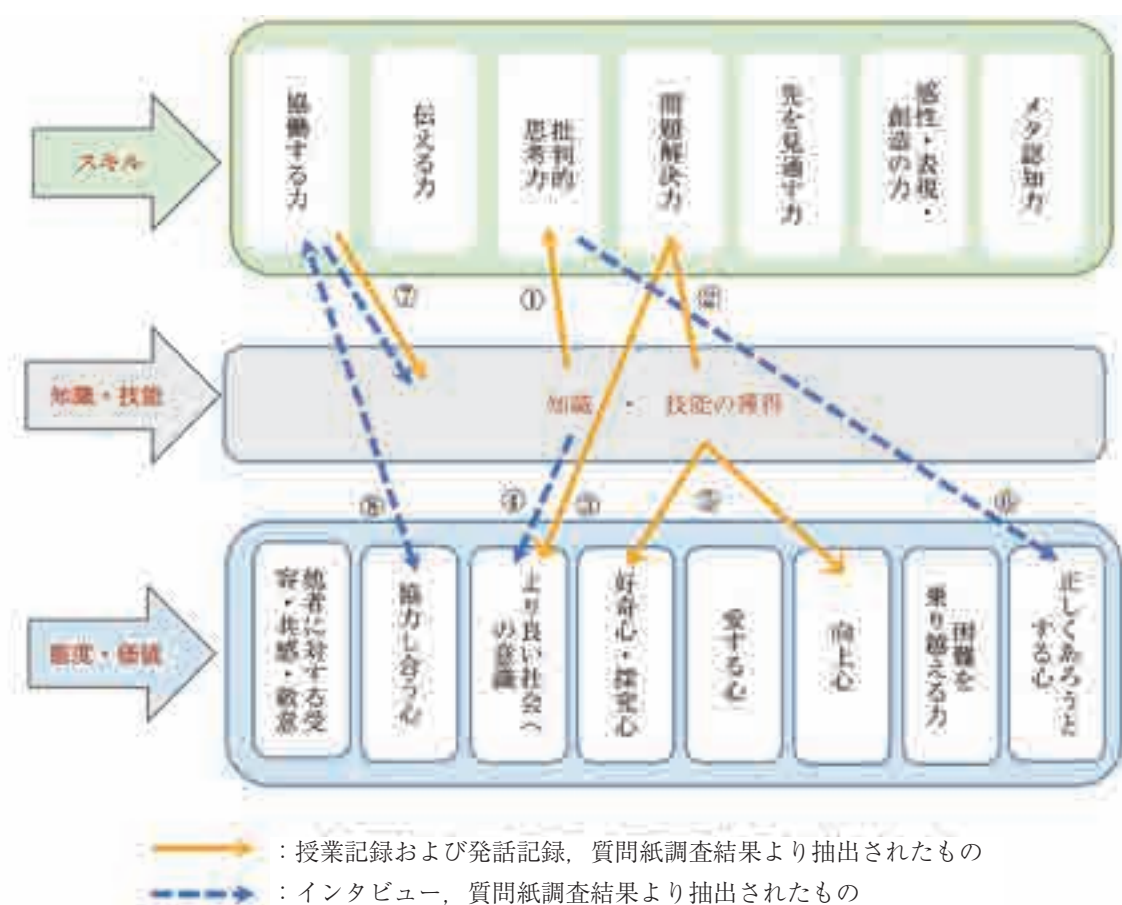 協働する力
伝える力
批判的
思考力
問題解決力
先を見通す力
感性・表現・
創造の力
メタ認知力
スキル
⑦
①
②
知識・技能
知識 ・ 技能の獲得
⑧
④
③
⑤
⑥
態度・価値
他者に対する受
容・共感・敬意
協力し合う心
より良い社会へ
の意識
好奇心・探究心
愛する心
向上心
困難を
乗り越える力
正しくあろうと
する心
:授業記録および発話記録,質問紙調査結果より抽出されたもの
:インタビュー,質問紙調査結果より抽出されたもの